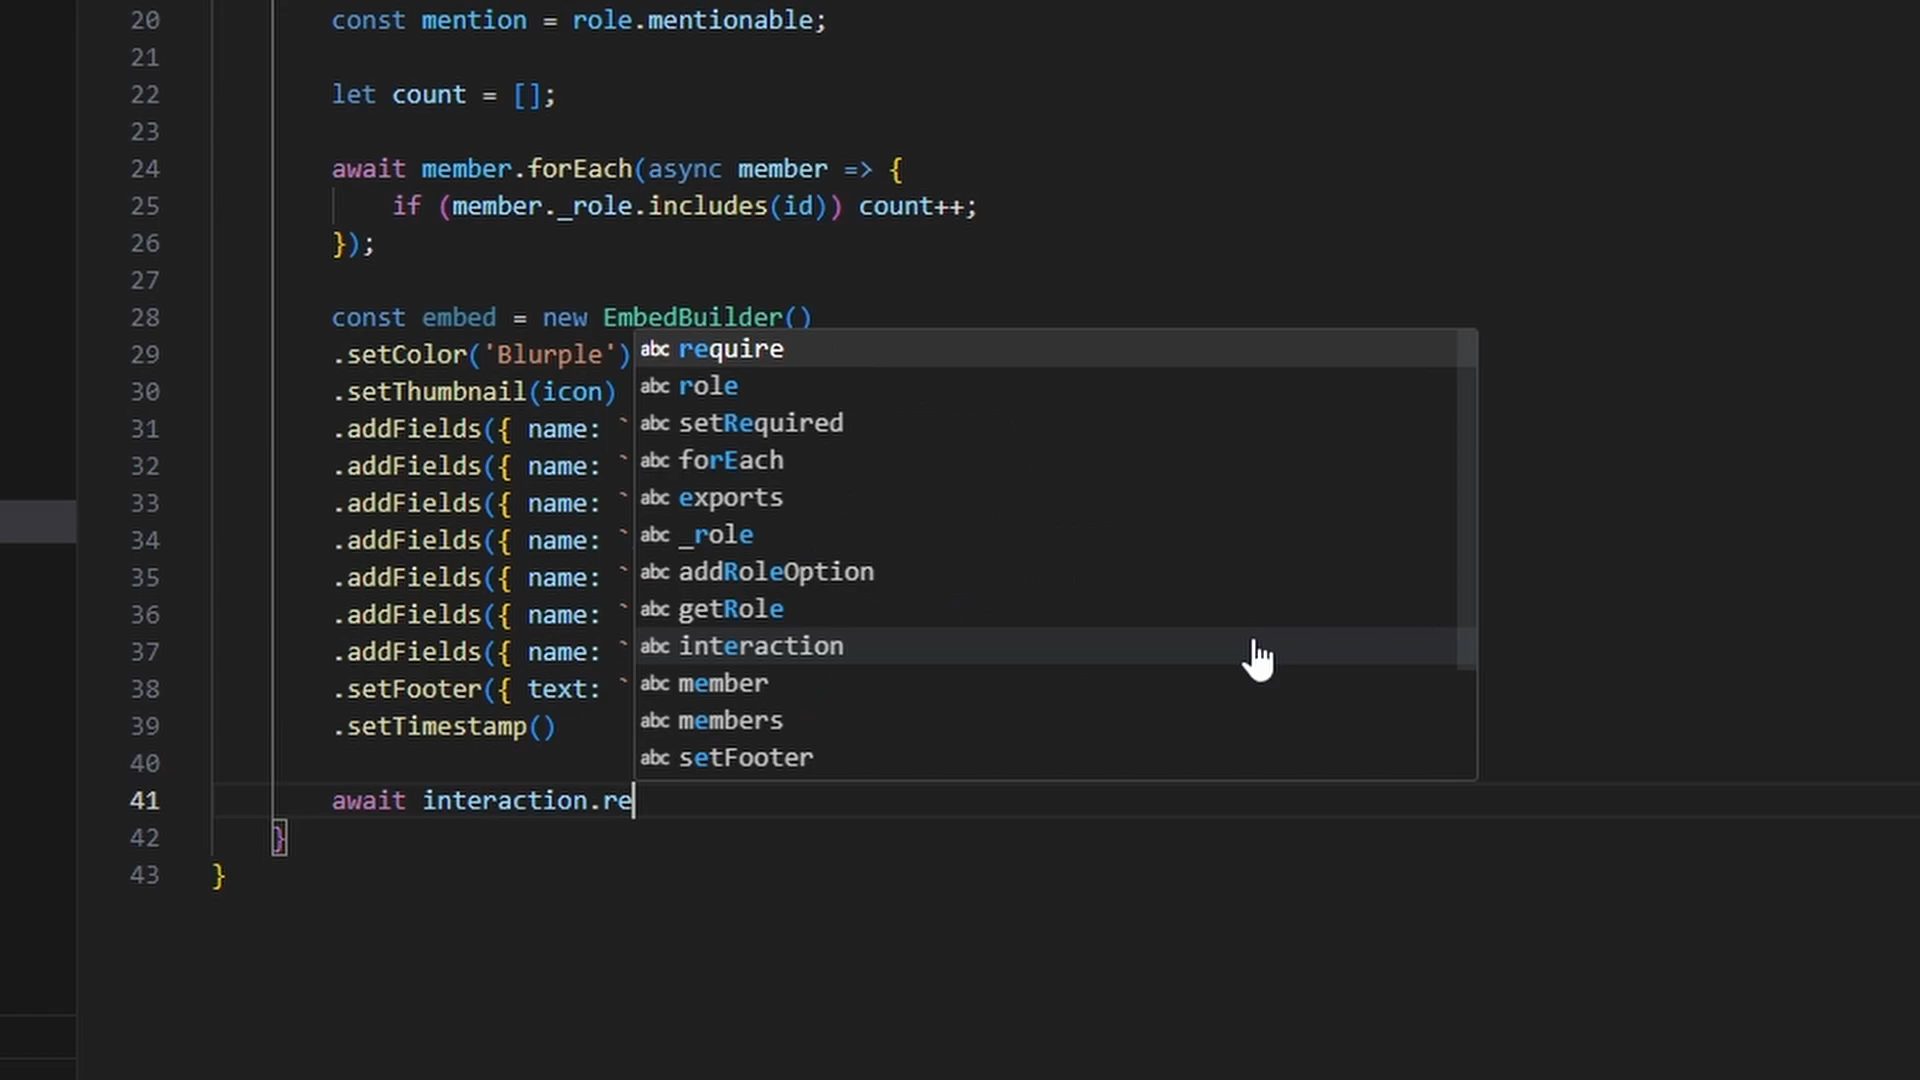 20 const mention = role.mentionable;
21
22 let count = [];
23
24 await member.forEach(async member => {
25 if (member._role.includes(id)) count++;
26 });
27
28 const embed = new EmbedBuilder()
29 .setColor('Blurple')
30 .setThumbnail(icon)
31 .addFields({ name: `
32 .addFields({ name: `
33 .addFields({ name: `
34 .addFields({ name: `
35 .addFields({ name: `
36 .addFields({ name: `
37 .addFields({ name: `
38 .setFooter({ text: `
39 .setTimestamp()
40
41 await interaction.re
42 }
43 }
abc require
abc role
abc setRequired
abc forEach
abc exports
abc _role
abc addRoleOption
abc getRole
abc interaction
abc member
abc members
abc setFooter